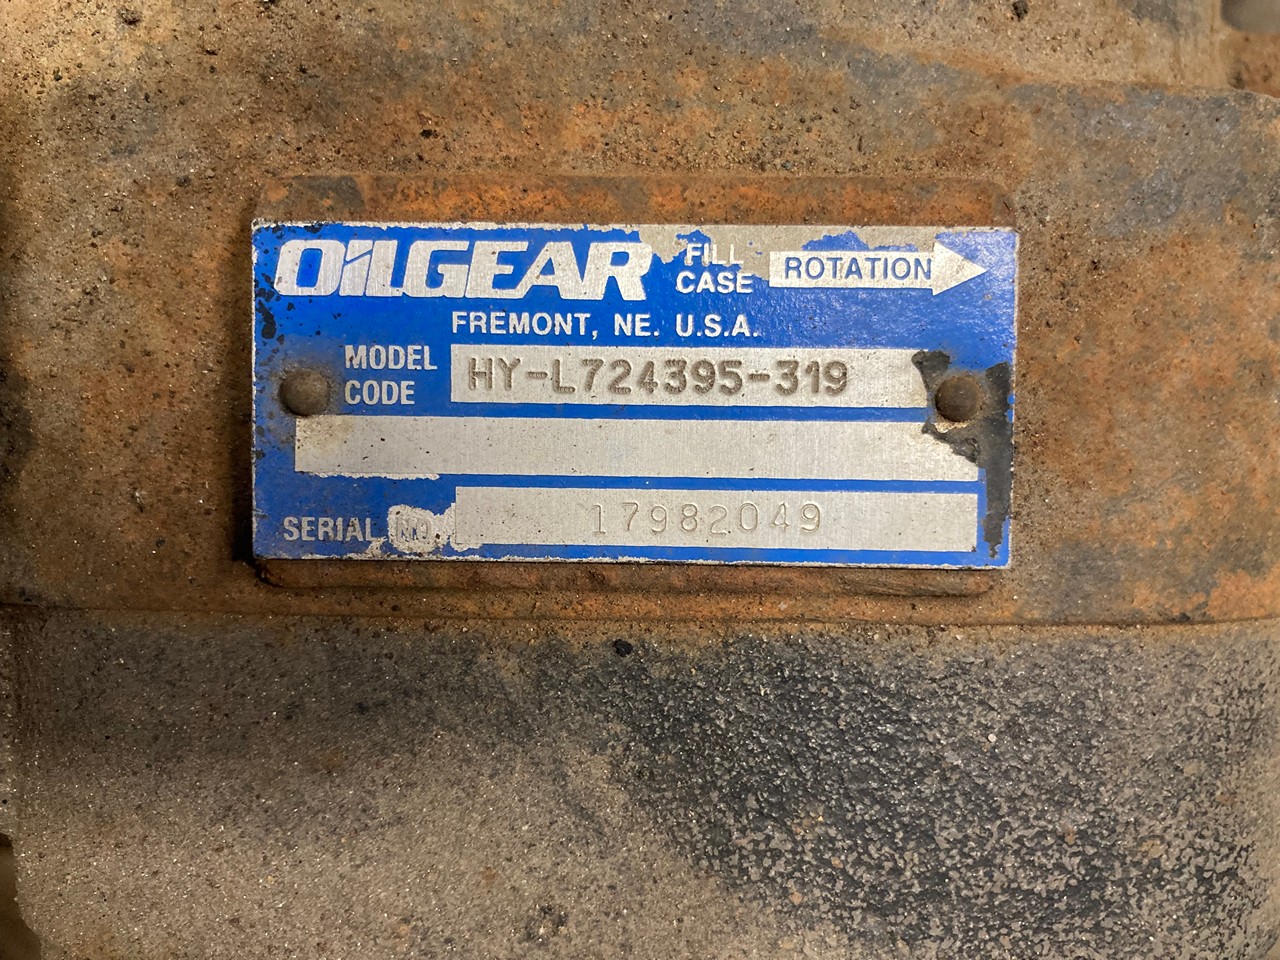 OILGEAR FILL CASE ROTATION
FREMONT, NE. U.S.A.
MODEL CODE HY-L724395-319
SERIAL NO. 17982049